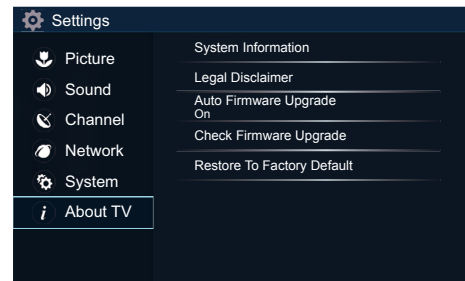 Settings
Picture
Sound
Channel
Network
System
i About TV
System Information
Legal Disclaimer
Auto Firmware Upgrade
On
Check Firmware Upgrade
Restore To Factory Default